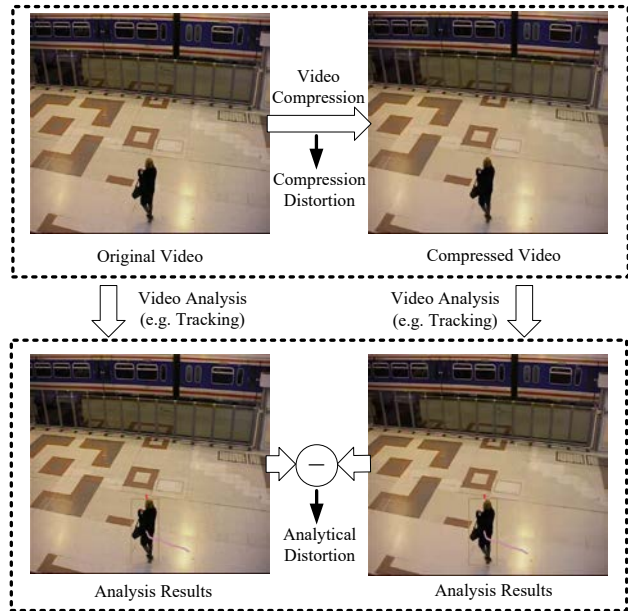 Video
Compression
Compression
Distortion
Original Video
Compressed Video
Video Analysis
(e.g. Tracking)
Video Analysis
(e.g. Tracking)
Analytical
Distortion
Analysis Results
Analysis Results